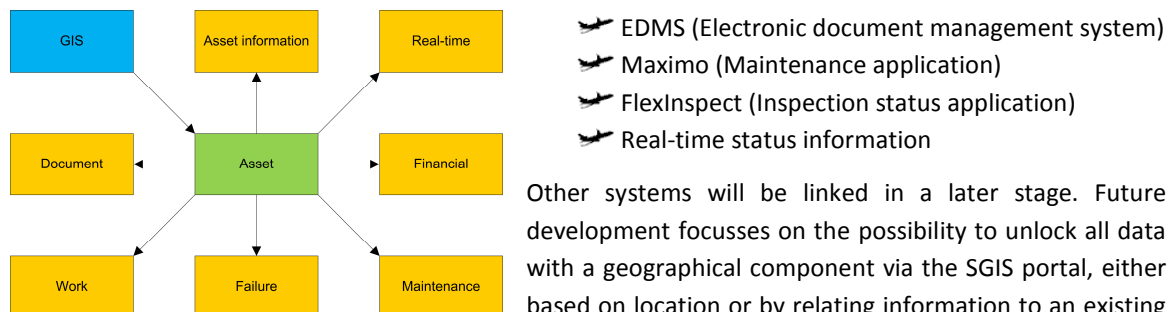 GIS
Asset information
Real-time
Document
Asset
Financial
Work
Failure
Maintenance
EDMS (Electronic document management system)
Maximo (Maintenance application)
FlexInspect (Inspection status application)
Real-time status information
Other systems will be linked in a later stage. Future
development focusses on the possibility to unlock all data
with a geographical component via the SGIS portal, either
based on location or by relating information to an existing